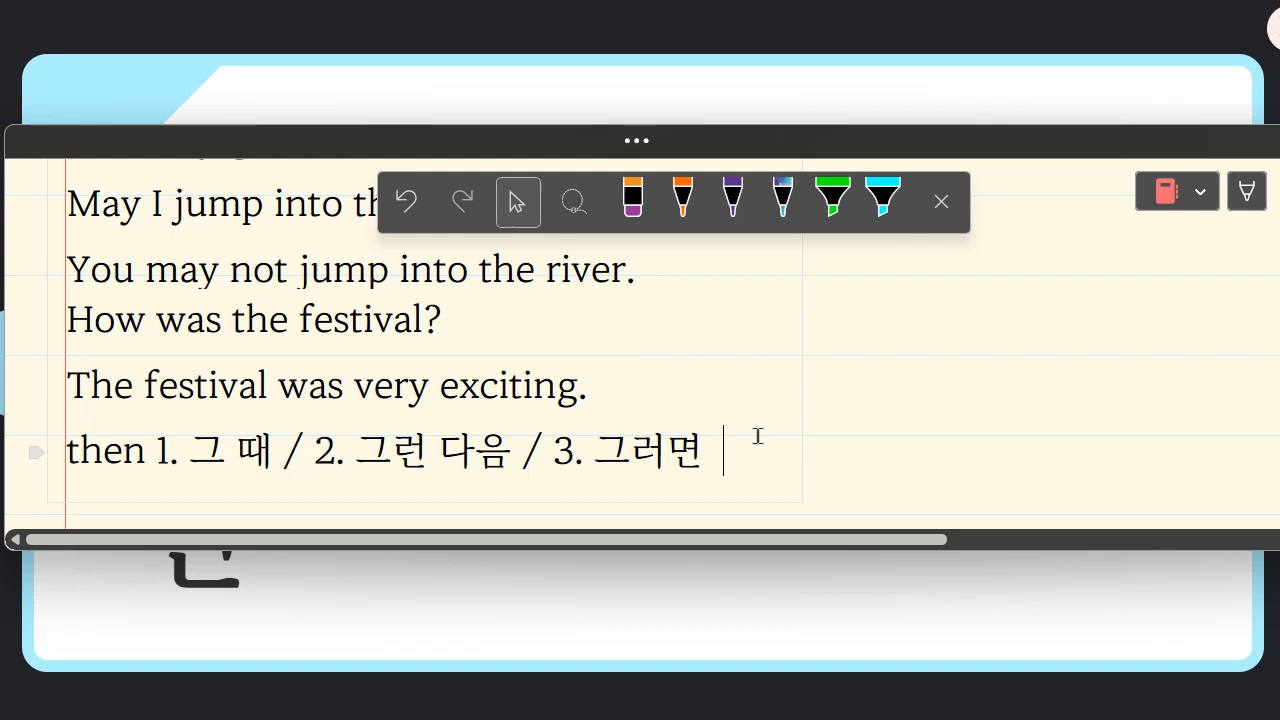 May I jump into
You may not jump into the river.
How was the festival?
The festival was very exciting.
then 1. 그 때 / 2. 그런 다음 / 3. 그러면